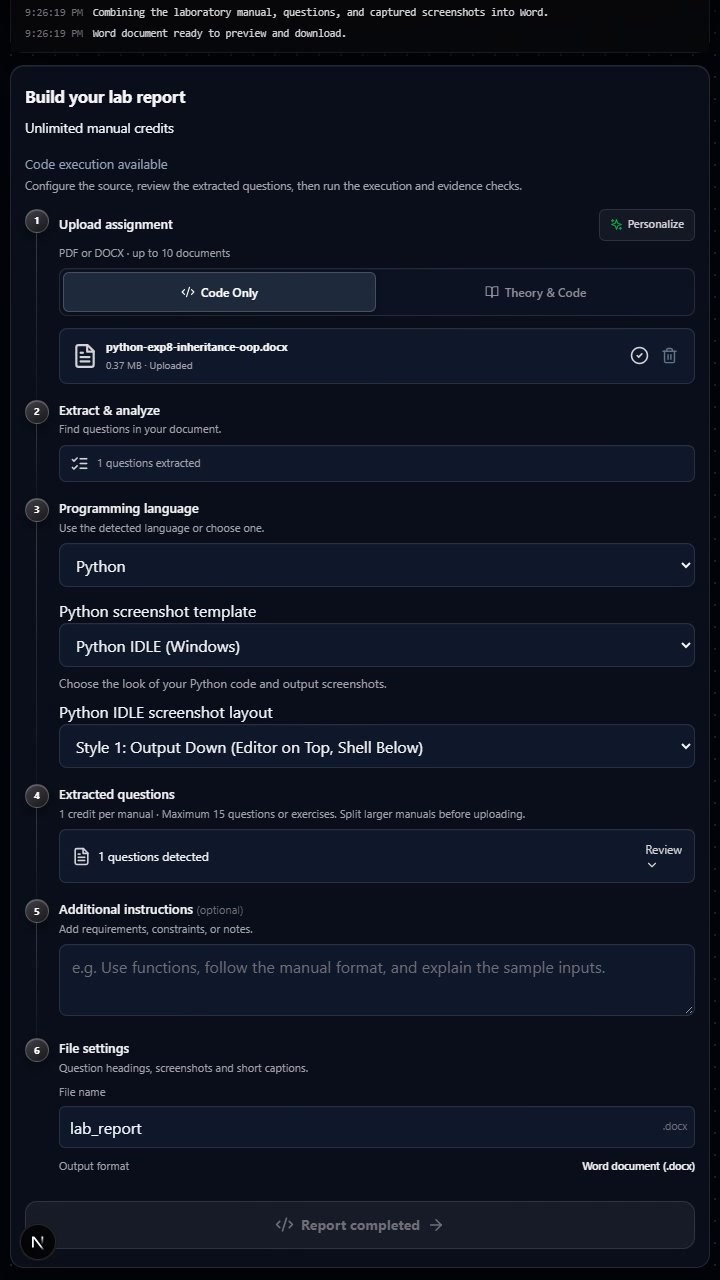 9:26:19 PM Combining the laboratory manual, questions, and captured screenshots into Word.
9:26:19 PM Word document ready to preview and download.
Build your lab report
Unlimited manual credits
Code execution available
Configure the source, review the extracted questions, then run the execution and evidence checks.
1 Upload assignment
Personalize
PDF or DOCX · up to 10 documents
</> Code Only
Theory & Code
python-exp8-inheritance-oop.docx
0.37 MB · Uploaded
2 Extract & analyze
Find questions in your document.
1 questions extracted
3 Programming language
Use the detected language or choose one.
Python
Python screenshot template
Python IDLE (Windows)
Choose the look of your Python code and output screenshots.
Python IDLE screenshot layout
Style 1: Output Down (Editor on Top, Shell Below)
4 Extracted questions
1 credit per manual · Maximum 15 questions or exercises. Split larger manuals before uploading.
1 questions detected
Review
5 Additional instructions (optional)
Add requirements, constraints, or notes.
e.g. Use functions, follow the manual format, and explain the sample inputs.
6 File settings
Question headings, screenshots and short captions.
File name
lab_report
.docx
Output format
Word document (.docx)
</> Report completed →
N